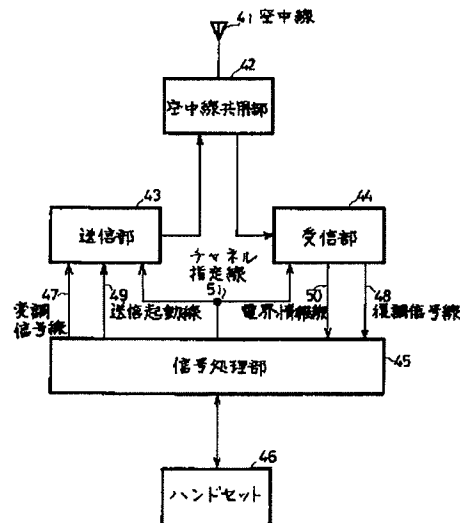 41 空中線
42
空中線共用部
43
送信部
44
受信部
チャネル
指定線
51
47
変調
信号線
49 送信起動線
電界情報線
50
48
復調信号線
信号処理部
45
46
ハンドセット